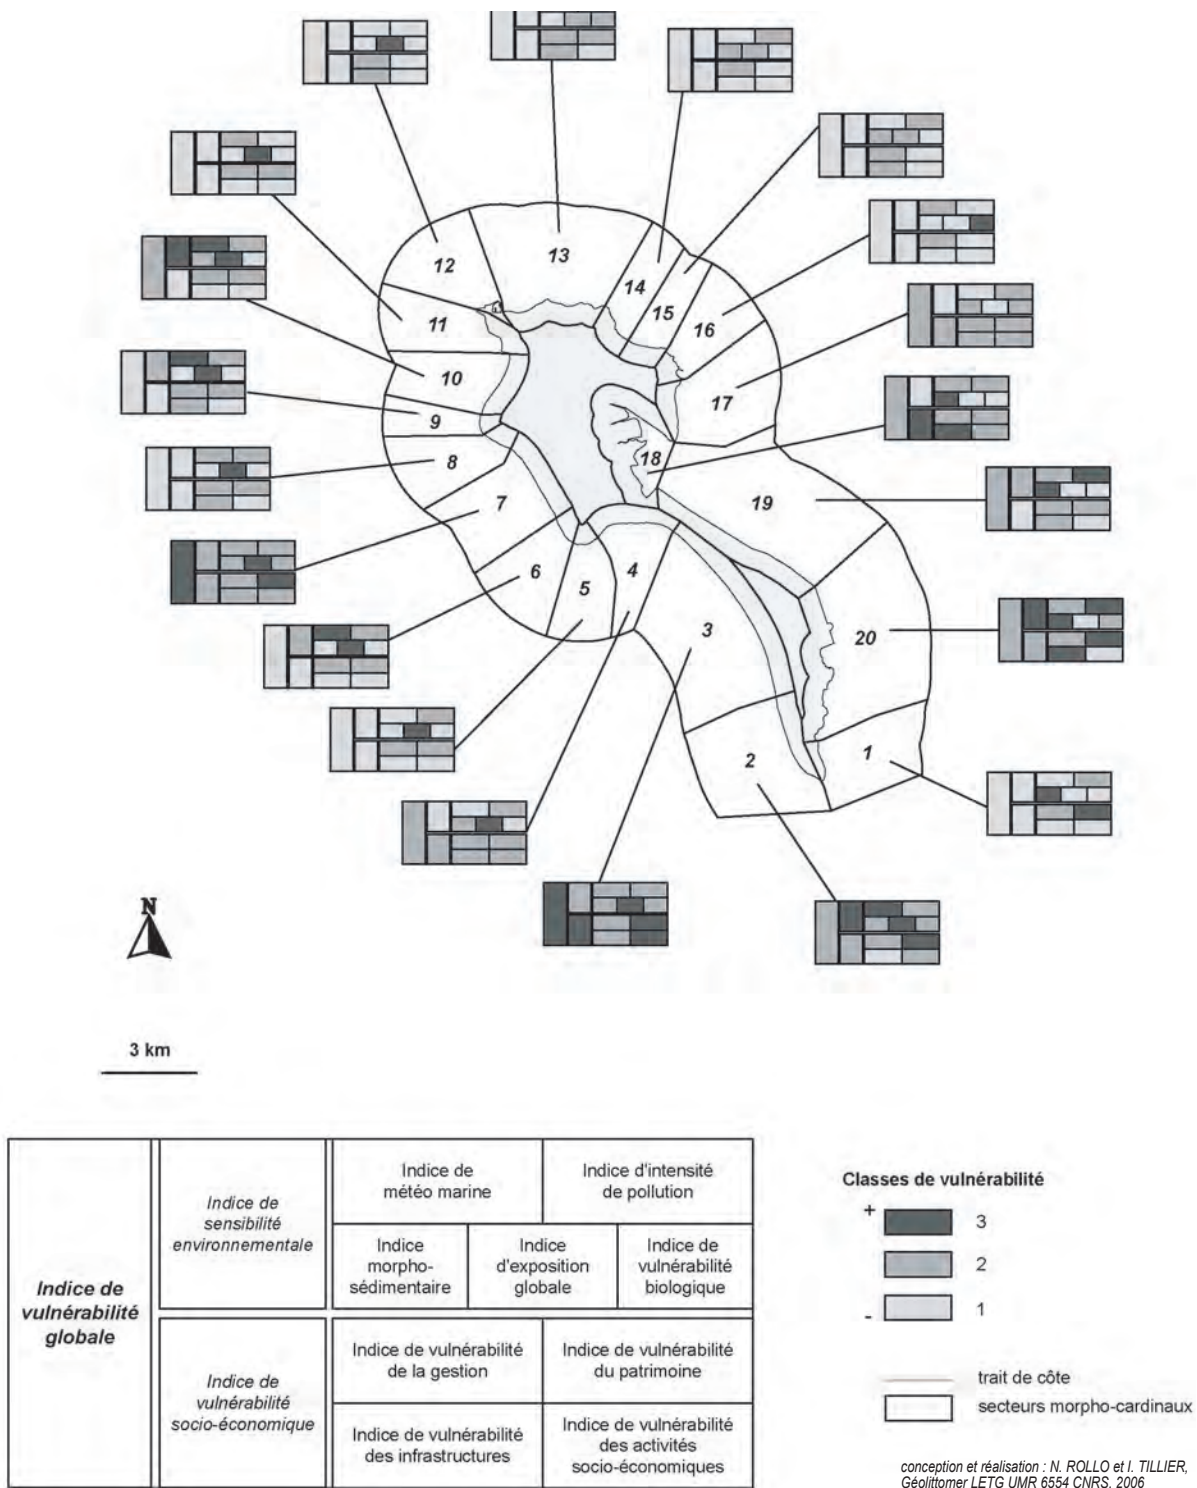 12
13
14
15
16
11
10
17
9
8
18
7
19
6
5
4
3
20
2
1
N
3 km
Indice de
vulnérabilité
globale
Indice de
sensibilité
environnementale
Indice de
météo marine
Indice d'intensité
de pollution
Indice
morpho-
sédimentaire
Indice
d'exposition
globale
Indice de
vulnérabilité
biologique
Indice de
vulnérabilité
socio-économique
Indice de vulnérabilité
de la gestion
Indice de vulnérabilité
du patrimoine
Indice de vulnérabilité
des infrastructures
Indice de vulnérabilité
des activités
socio-économiques
Classes de vulnérabilité
+
3
2
-
1
trait de côte
secteurs morpho-cardinaux
conception et réalisation : N. ROLLO et I. TILLIER,
Géolittomer LETG UMR 6554 CNRS, 2006